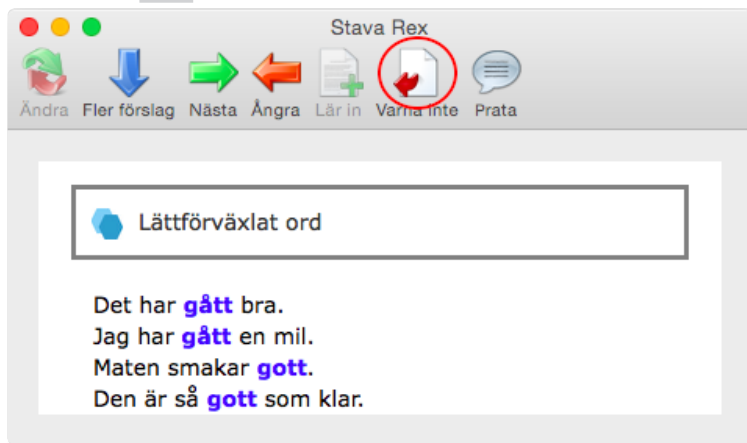 Stava Rex
Ändra Fler förslag Nästa Ångra Lär in Varna inte Prata
Lättförväxlat ord
Det har gått bra.
Jag har gått en mil.
Maten smakar gott.
Den är så gott som klar.